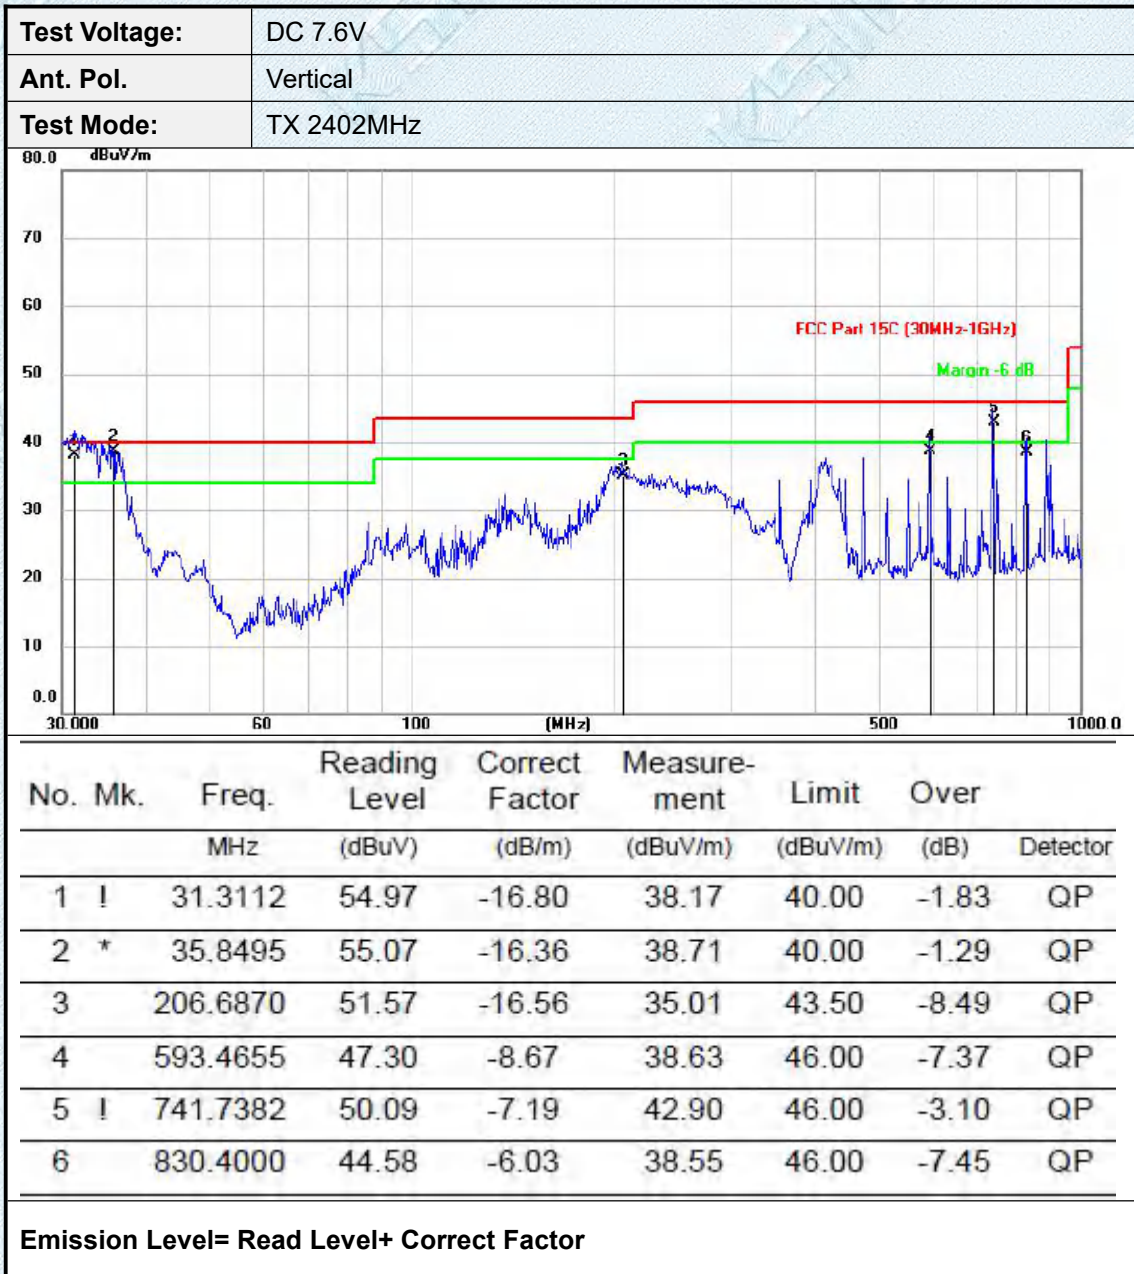 Test Voltage: DC 7.6V
Ant. Pol. Vertical
Test Mode: TX 2402MHz
80.0 dBuV/m
70
60
FCC Part 15C (30MHz-1GHz)
50
Margin -6 dB
5
40 1 2 4 6
3
30
20
10
0.0
30.000 60 100 (MHz) 500 1000.0
No. Mk. Freq. Reading Level Correct Factor Measure-ment Limit Over
MHz (dBuV) (dB/m) (dBuV/m) (dBuV/m) (dB) Detector
1 ! 31.3112 54.97 -16.80 38.17 40.00 -1.83 QP
2 * 35.8495 55.07 -16.36 38.71 40.00 -1.29 QP
3 206.6870 51.57 -16.56 35.01 43.50 -8.49 QP
4 593.4655 47.30 -8.67 38.63 46.00 -7.37 QP
5 ! 741.7382 50.09 -7.19 42.90 46.00 -3.10 QP
6 830.4000 44.58 -6.03 38.55 46.00 -7.45 QP
Emission Level= Read Level+ Correct Factor